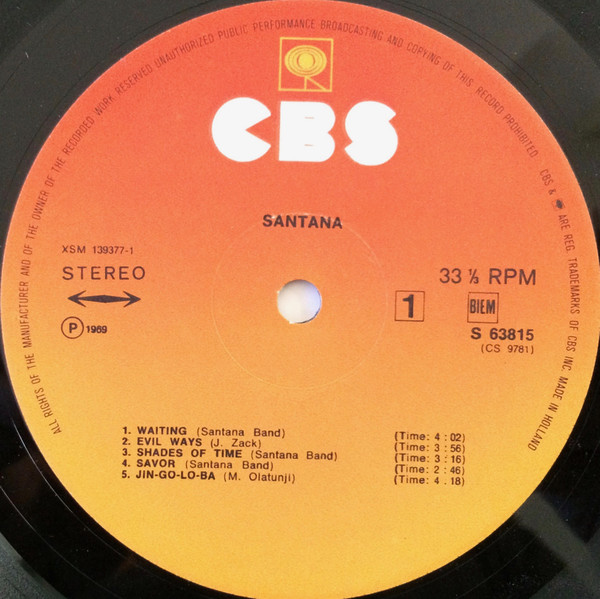 ALL RIGHTS OF THE MANUFACTURER AND OF THE OWNER OF THE RECORDED WORK RESERVED UNAUTHORIZED PUBLIC PERFORMANCE BROADCASTING AND COPYING OF THIS RECORD PROHIBITED CBS & ARE REG. TRADEMARKS OF CBS INC. MADE IN HOLLAND
CBS
SANTANA
XSM 139377-1
STEREO
33 ⅓ RPM
Ⓟ 1969
1
BIEM
S 63815
(CS 9781)
1. WAITING (Santana Band) (Time: 4 : 02)
2. EVIL WAYS (J. Zack) (Time: 3 : 56)
3. SHADES OF TIME (Santana Band) (Time: 3 : 16)
4. SAVOR (Santana Band) (Time: 2 : 46)
5. JIN-GO-LO-BA (M. Olatunji) (Time: 4 . 18)